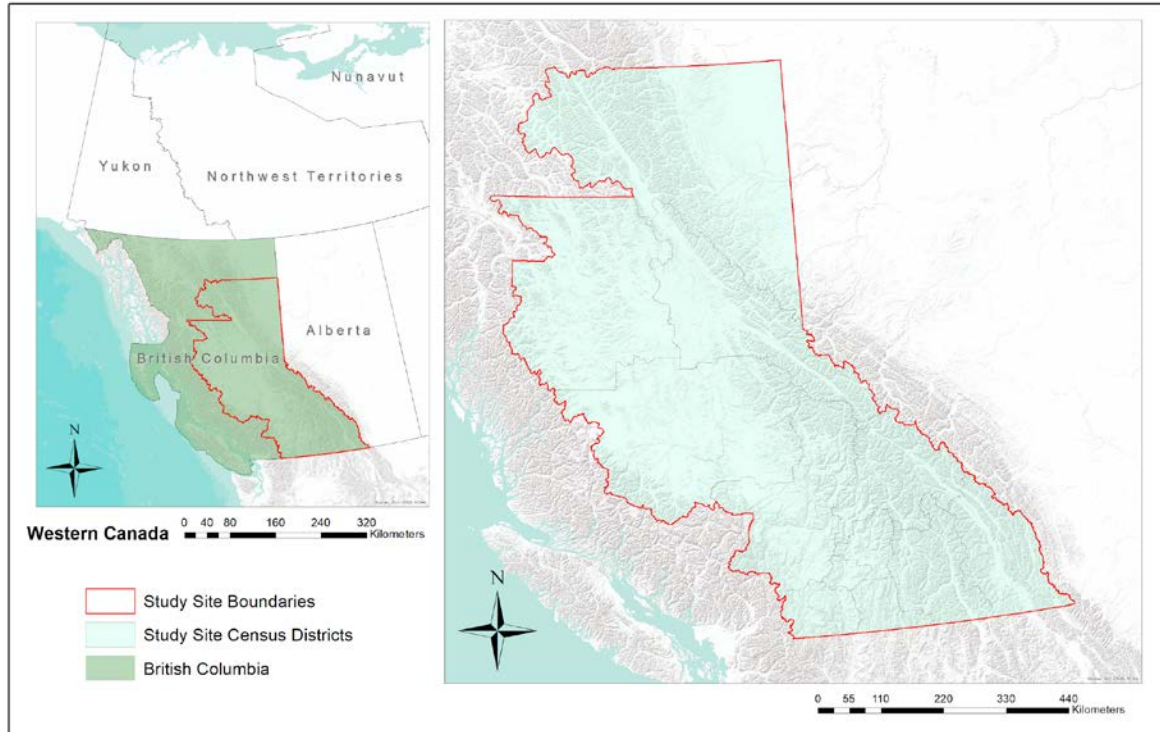 Nunavut
Yukon
Northwest Territories
Alberta
British Columbia
N
Western Canada
0 40 80 160 240 320
Kilometers
Study Site Boundaries
Study Site Census Districts
British Columbia
N
0 55 110 220 330 440
Kilometers